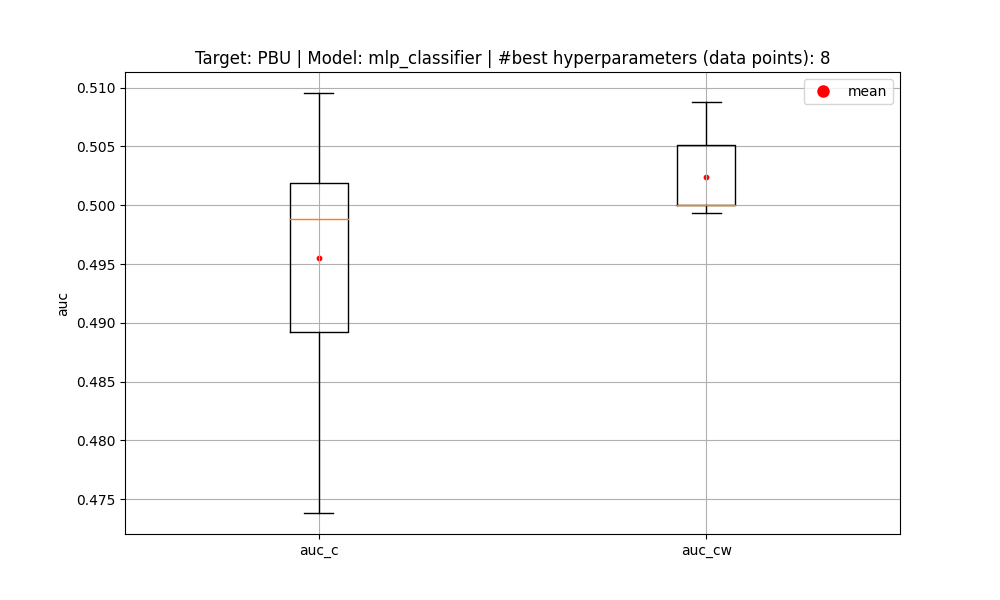 Target: PBU | Model: mlp_classifier | #best hyperparameters (data points): 8
mean
0.510
0.505
0.500
0.495
0.490
0.485
0.480
0.475
auc
auc_c
auc_cw